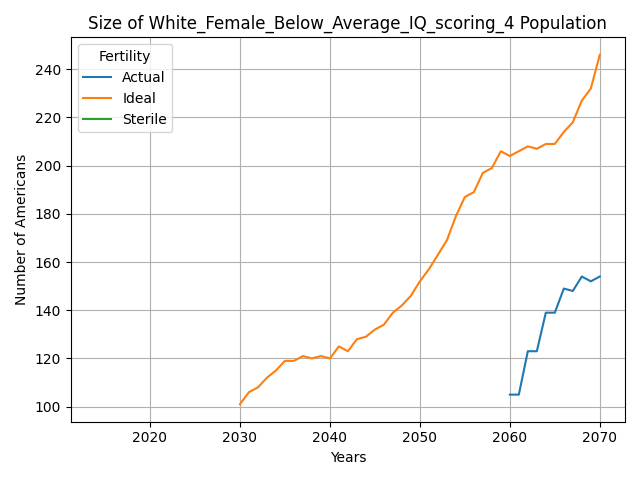 Size of White_Female_Below_Average_IQ_scoring_4 Population
Fertility
Actual
Ideal
Sterile
Number of Americans
240
220
200
180
160
140
120
100
2020 2030 2040 2050 2060 2070
Years